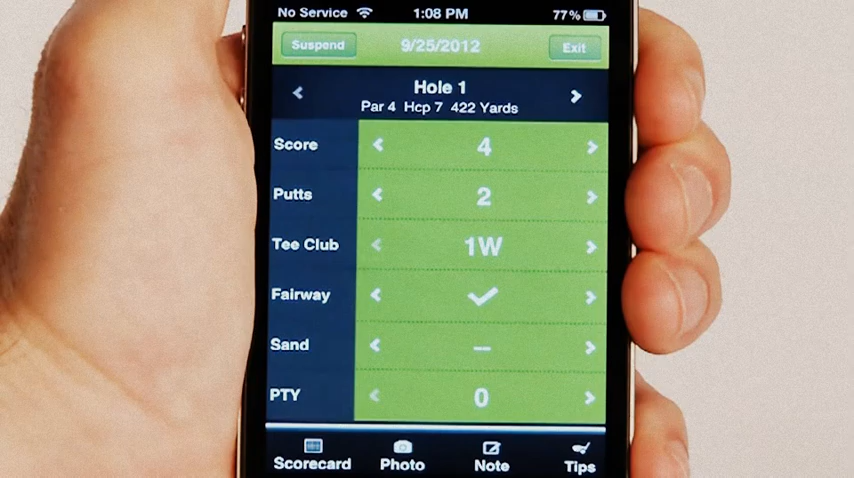 No Service 1:08 PM 77%
Suspend 9/25/2012 Exit
Hole 1
Par 4 Hcp 7 422 Yards
Score 4
Putts 2
Tee Club 1W
Fairway
Sand --
PTY 0
Scorecard Photo Note Tips